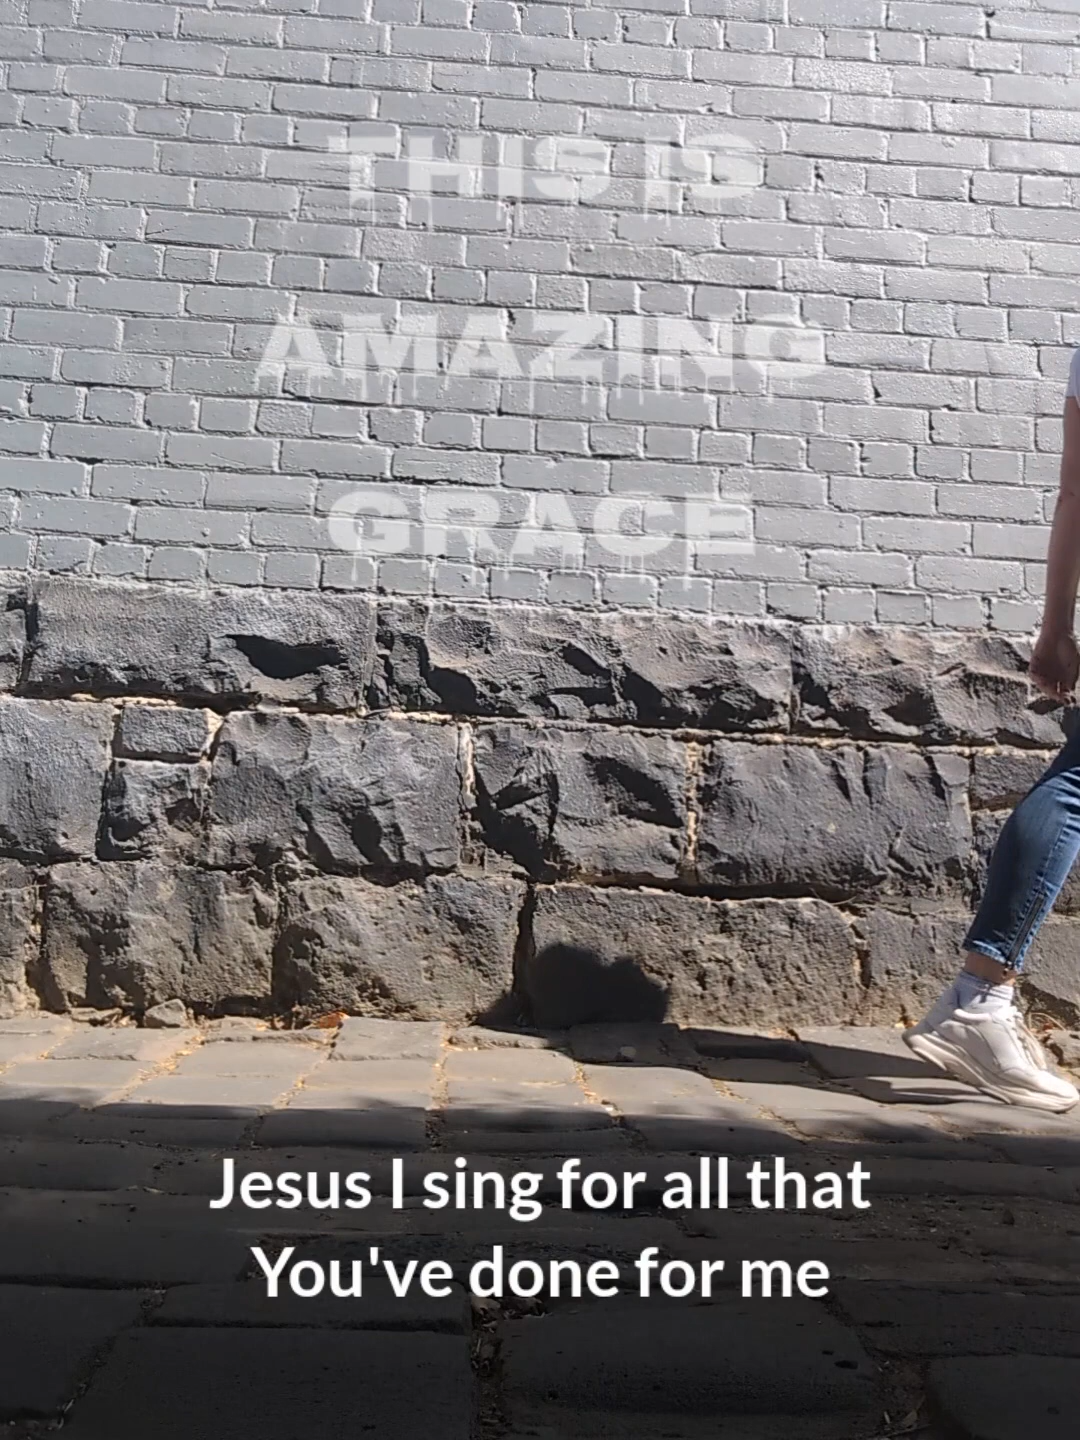 THIS IS
AMAZING
GRACE
Jesus I sing for all that
You've done for me